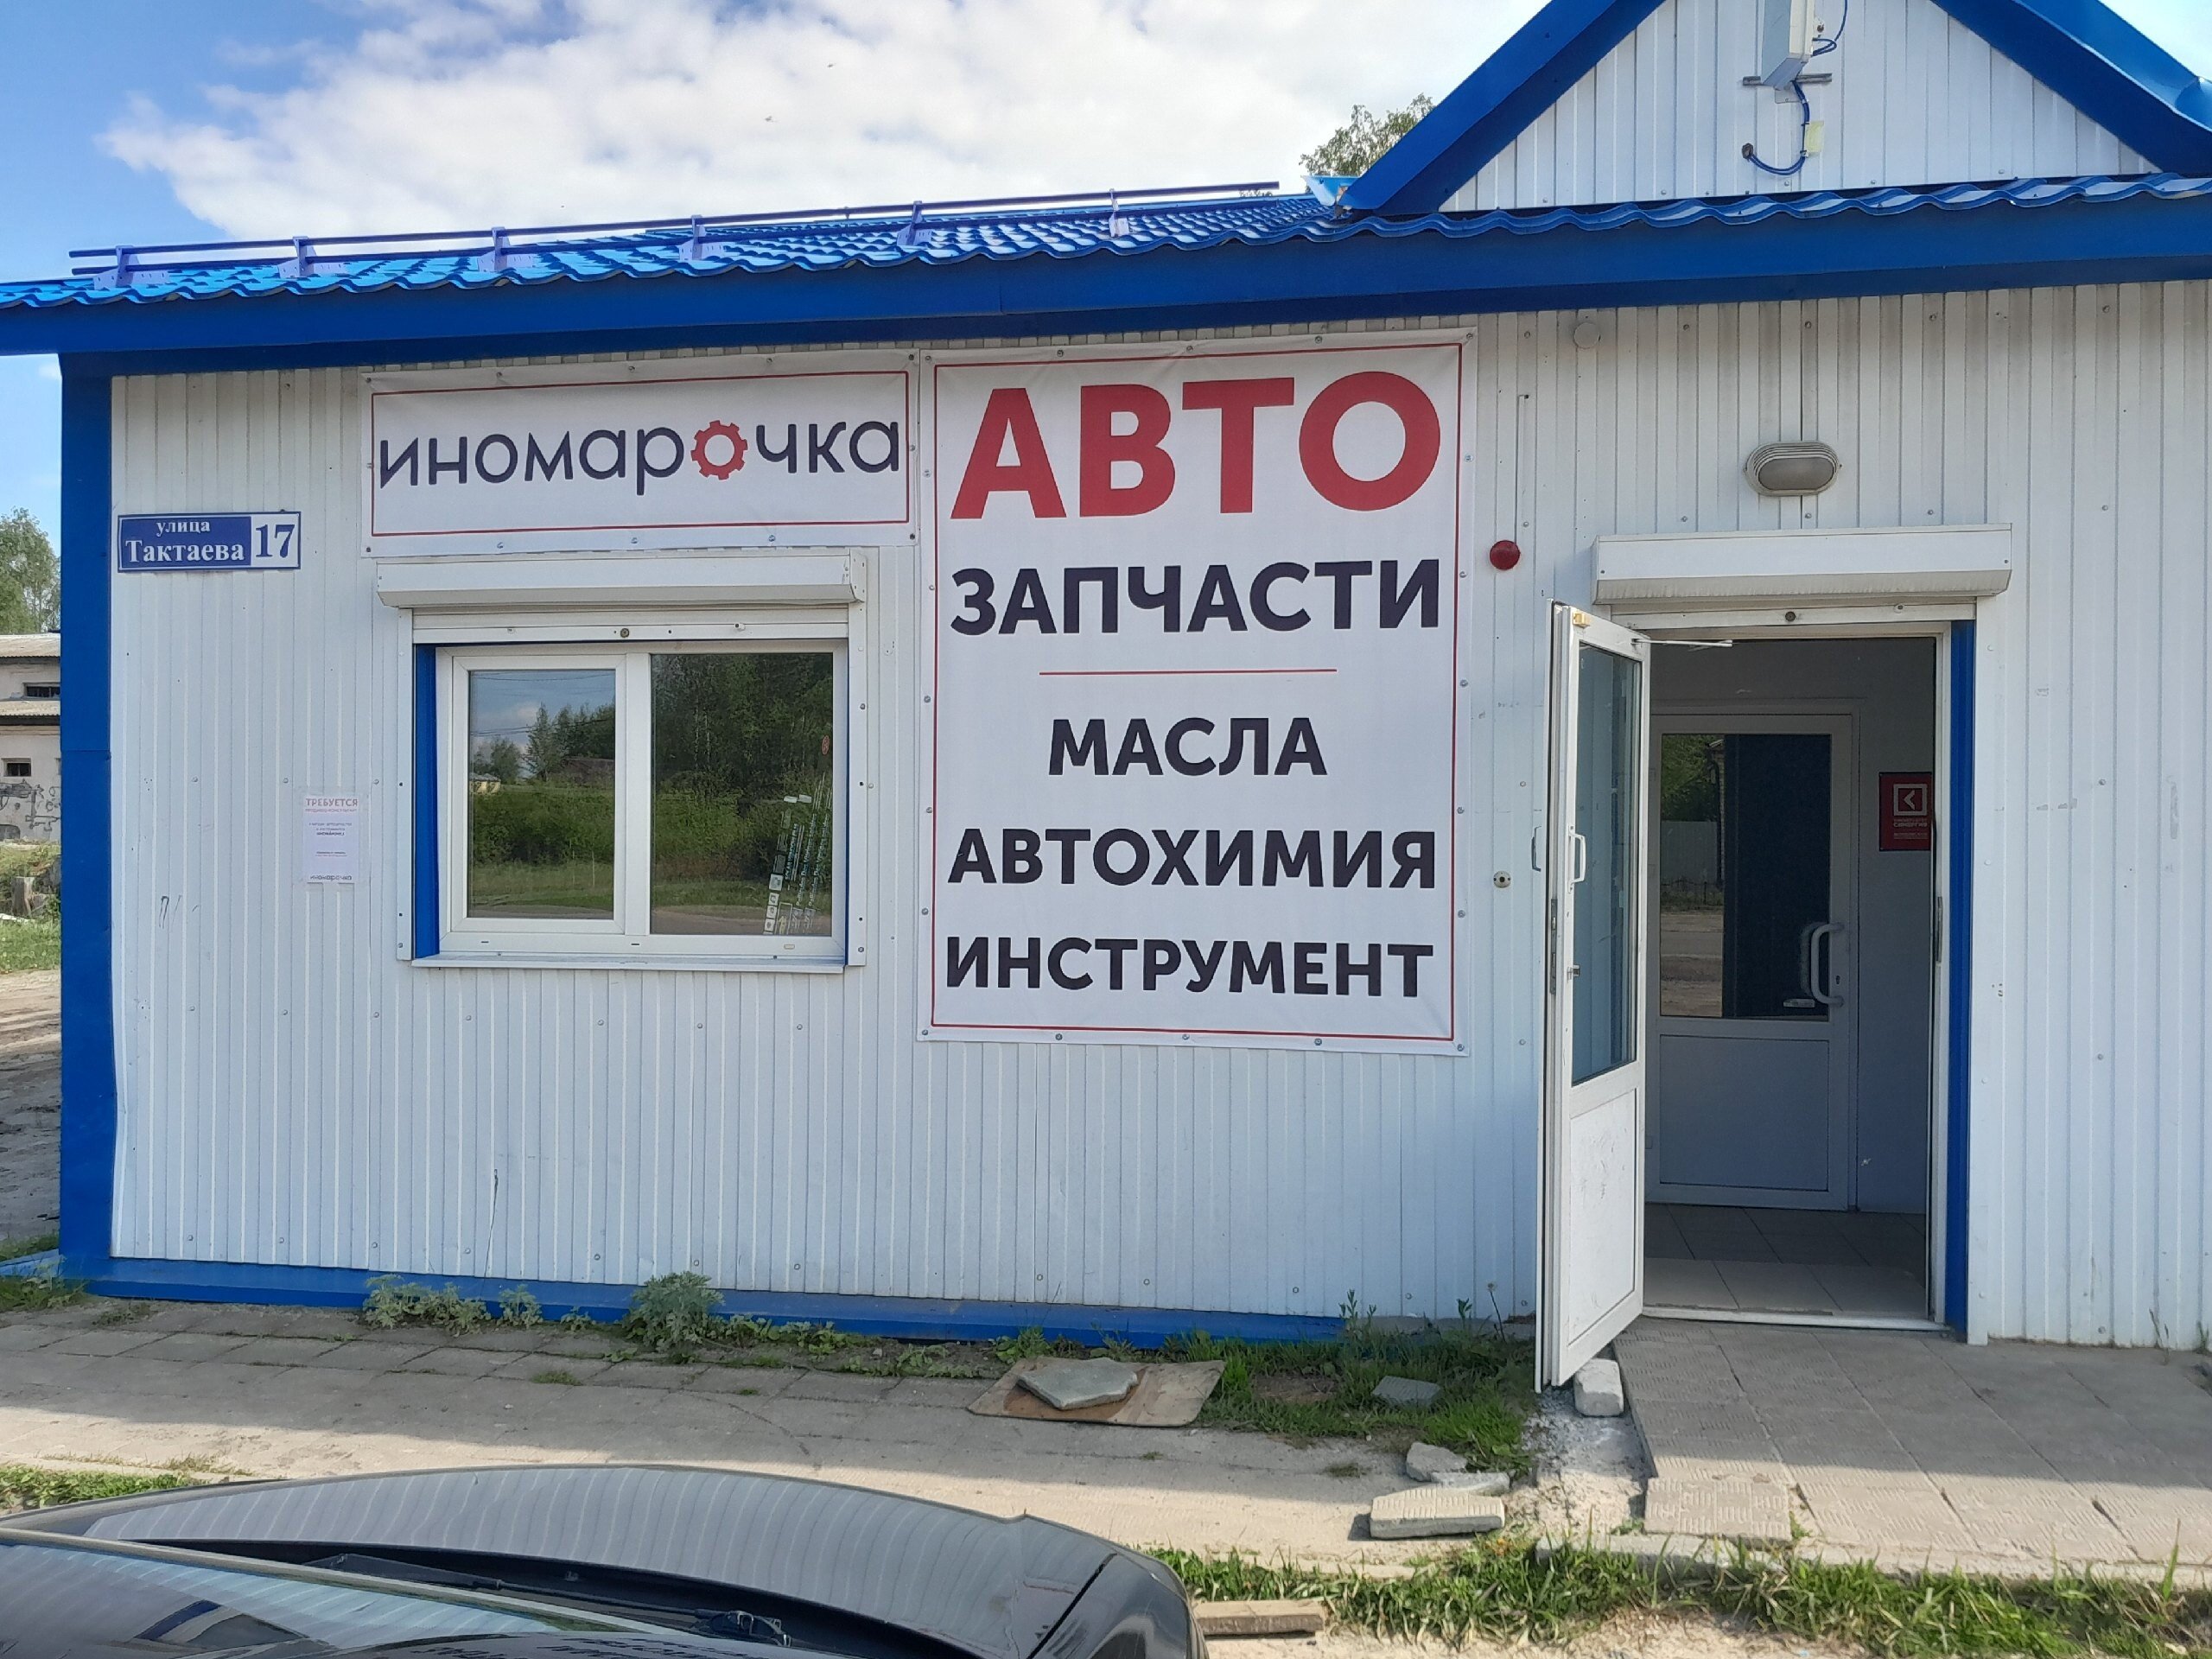 иномарочка
АВТО
ЗАПЧАСТИ
МАСЛА
АВТОХИМИЯ
ИНСТРУМЕНТ
улица
Тактаева 17
ТРЕБУЕТСЯ
иномарочка